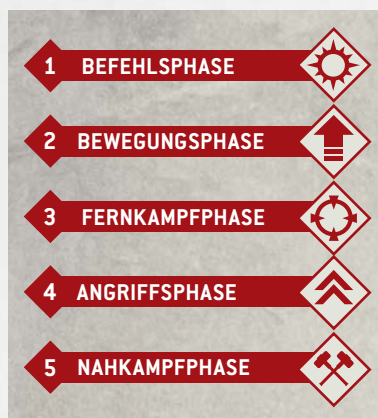 1 BEFEHLSPHASE
2 BEWEGUNGSPHASE
3 FERNKAMPFPHASE
4 ANGRIFFSPHASE
5 NAHKAMPFPHASE